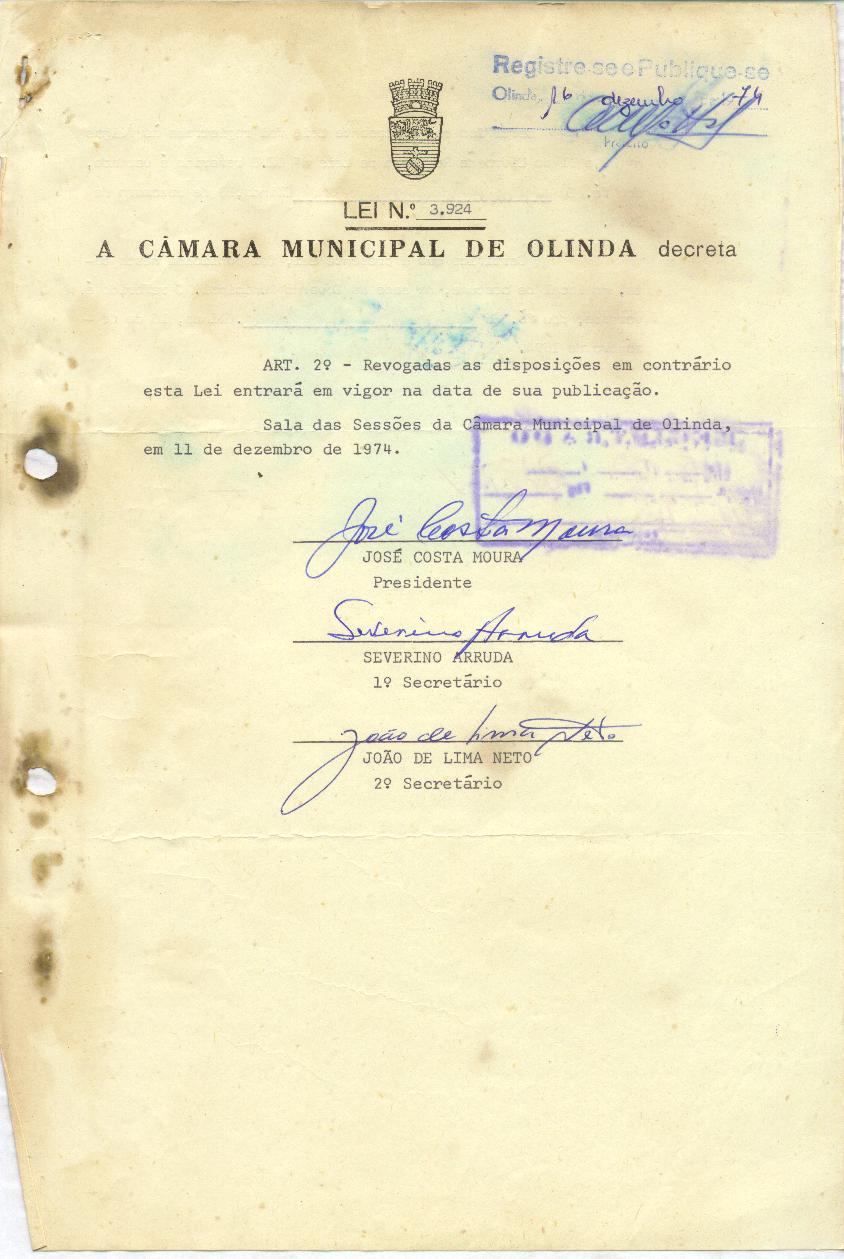 Registre-se e Publique-se
Olinda, 16 dezembro 74
Prefeito
LEI N.º 3.924
A CÂMARA MUNICIPAL DE OLINDA decreta
ART. 2º - Revogadas as disposições em contrário
esta Lei entrará em vigor na data de sua publicação.
Sala das Sessões da Câmara Municipal de Olinda,
em 11 de dezembro de 1974.
José Costa Moura
JOSÉ COSTA MOURA
Presidente
Severino Arruda
SEVERINO ARRUDA
1º Secretário
João de Lima Neto
JOÃO DE LIMA NETO
2º Secretário